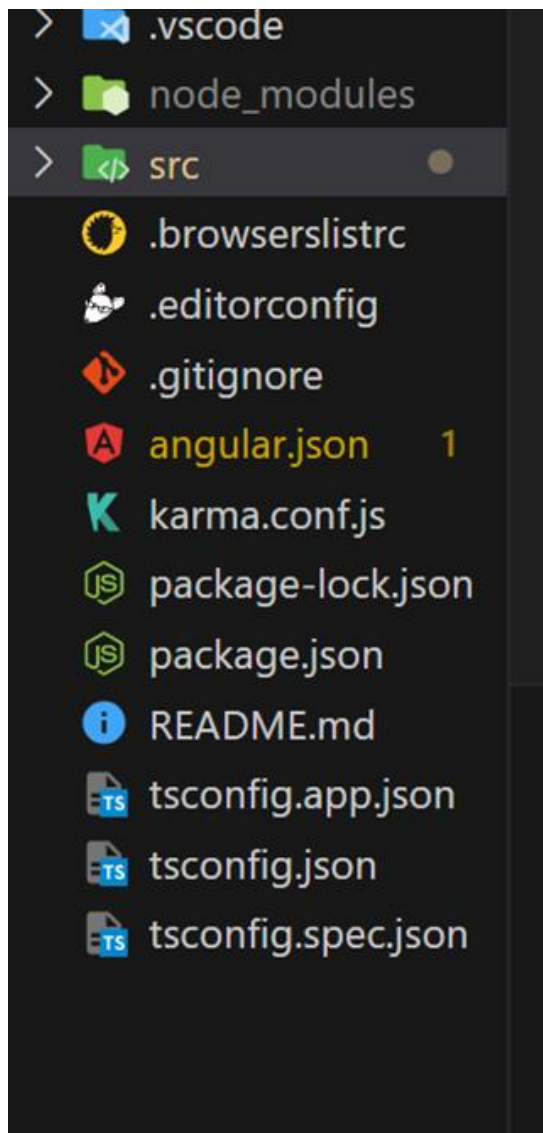 .vscode
node_modules
src
.browserslistrc
.editorconfig
.gitignore
angular.json 1
karma.conf.js
package-lock.json
package.json
README.md
tsconfig.app.json
tsconfig.json
tsconfig.spec.json